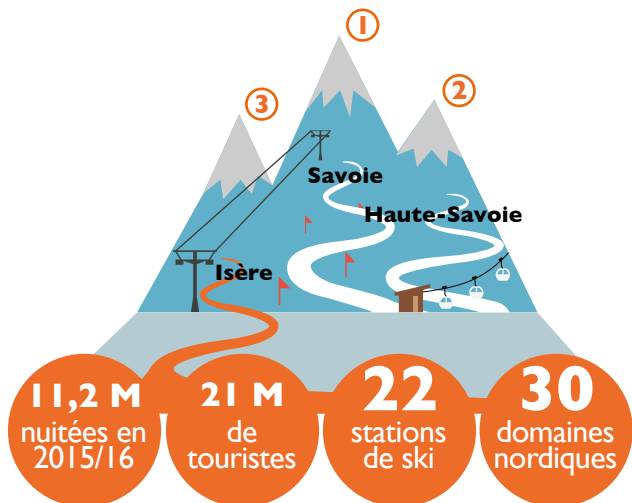 1
2
3
Savoie
Haute-Savoie
Isère
11,2 M
nuitées en
2015/16
21 M
de
touristes
22
stations
de ski
30
domaines
nordiques